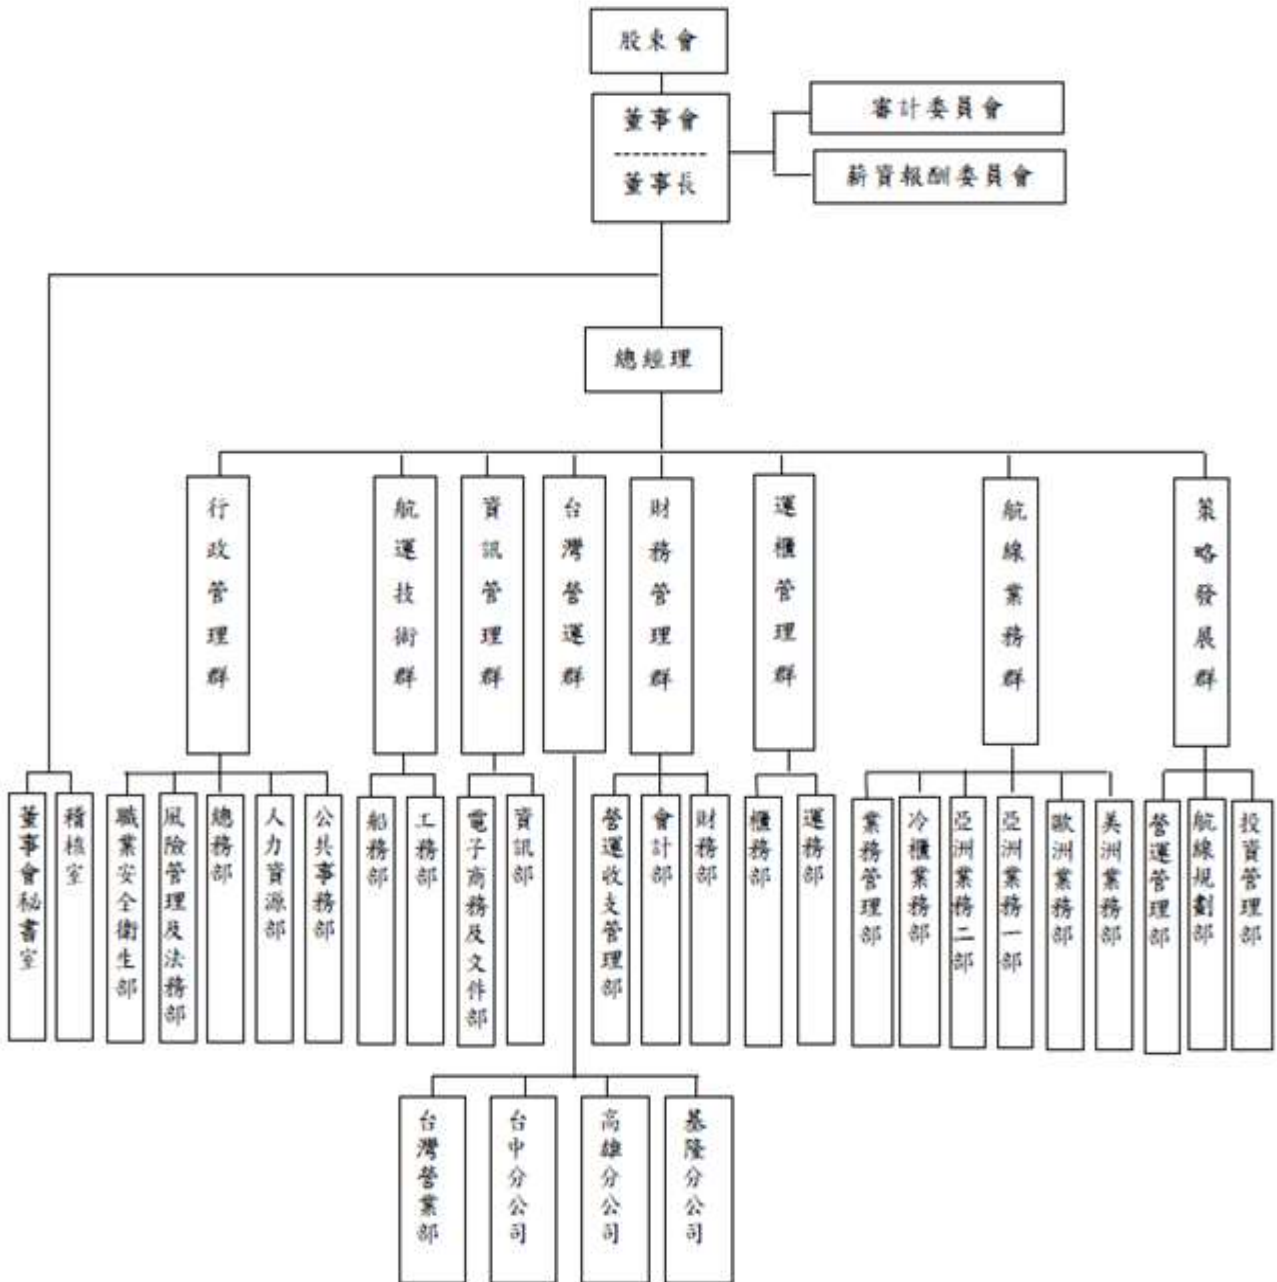 股東會
董事會
董事長
審計委員會
薪資報酬委員會
總經理
行政管理群
航運技術群
資訊管理群
台灣營運群
財務管理群
運櫃管理群
航線業務群
策略發展群
董事會秘書室
稽核室
職業安全衛生部
風險管理及法務部
總務部
人力資源部
公共事務部
船務部
工務部
電子商務及文件部
資訊部
營運收支管理部
會計部
財務部
櫃務部
運務部
業務管理部
冷櫃業務部
亞洲業務二部
亞洲業務一部
歐洲業務部
美洲業務部
營運管理部
航線規劃部
投資管理部
台灣營業部
台中分公司
高雄分公司
基隆分公司